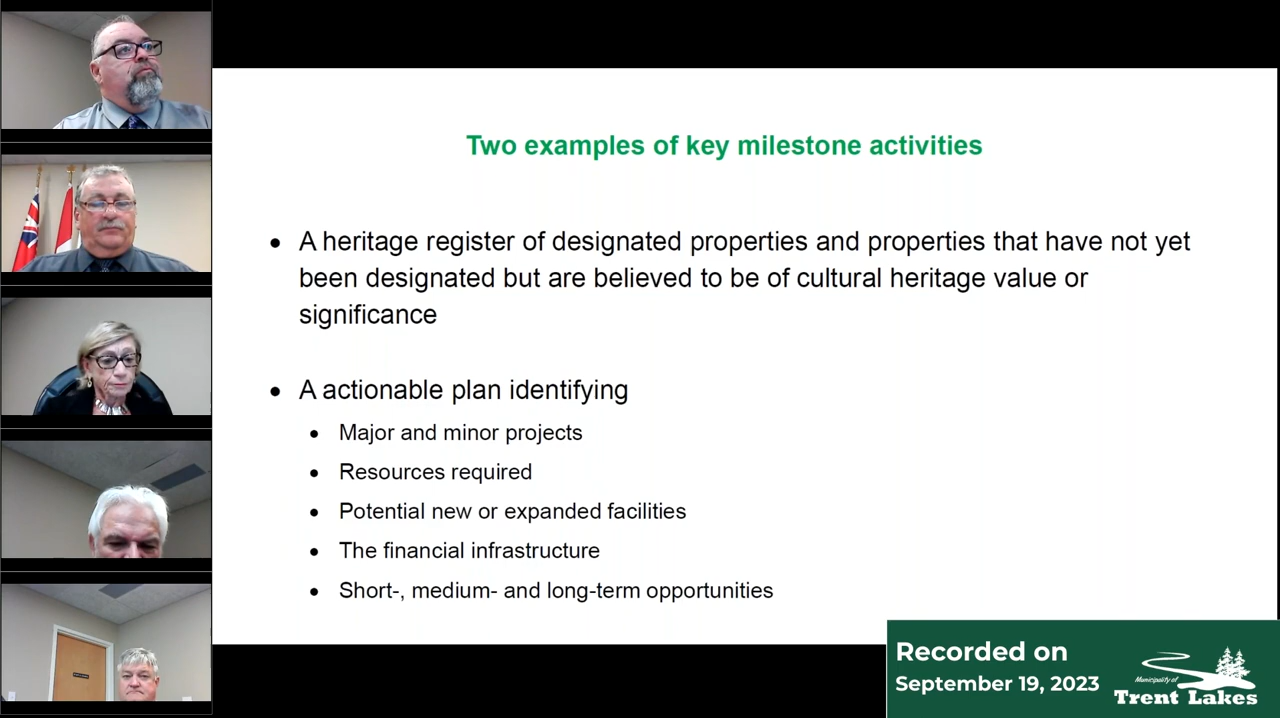 Two examples of key milestone activities
• A heritage register of designated properties and properties that have not yet
been designated but are believed to be of cultural heritage value or
significance
• A actionable plan identifying
• Major and minor projects
• Resources required
• Potential new or expanded facilities
• The financial infrastructure
• Short-, medium- and long-term opportunities
Recorded on
September 19, 2023
Municipality of
Trent Lakes